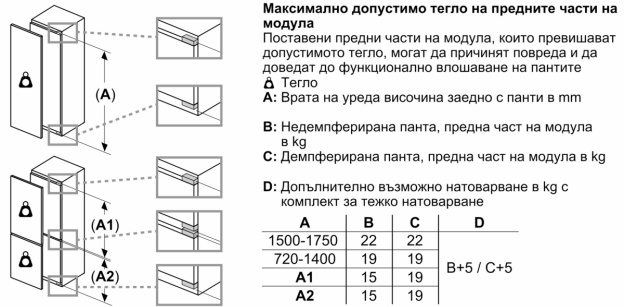 Максимално допустимо тегло на предните части на
модула
Поставени предни части на модула, които превишават
допустимото тегло, могат да причинят повреда и да
доведат до функционално влошаване на пантите
Тегло
A: Врата на уреда височина заедно с панти в mm
B: Недемпферирана панта, предна част на модула
в kg
C: Демпферирана панта, предна част на модула в kg
D: Допълнително възможно натоварване в kg с
комплект за тежко натоварване
A B C D
1500-1750 22 22
720-1400 19 19
A1 15 19
A2 15 19
B+5 / C+5
(A)
(A1)
(A2)